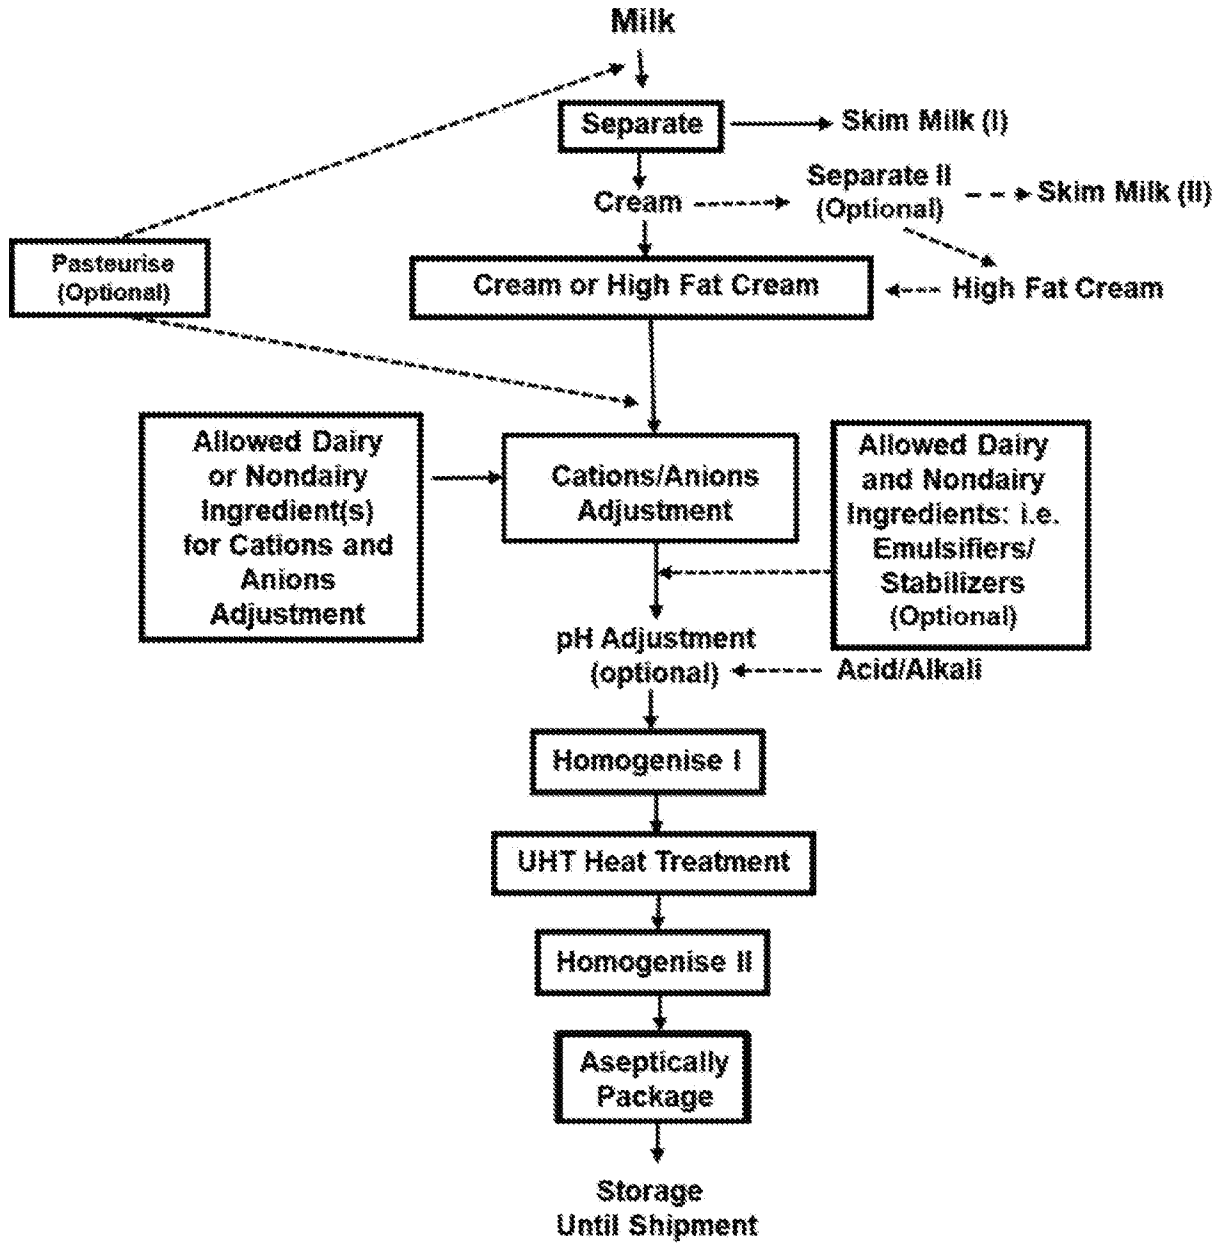 Milk
Separate
Skim Milk (I)
Cream
Separate II
(Optional)
Skim Milk (II)
Pasteurise
(Optional)
Cream or High Fat Cream
High Fat Cream
Allowed Dairy
or Nondairy
Ingredient(s)
for Cations and
Anions
Adjustment
Cations/Anions
Adjustment
Allowed Dairy
and Nondairy
Ingredients: i.e.
Emulsifiers/
Stabilizers
(Optional)
pH Adjustment
(optional)
Acid/Alkali
Homogenise I
UHT Heat Treatment
Homogenise II
Aseptically
Package
Storage
Until Shipment